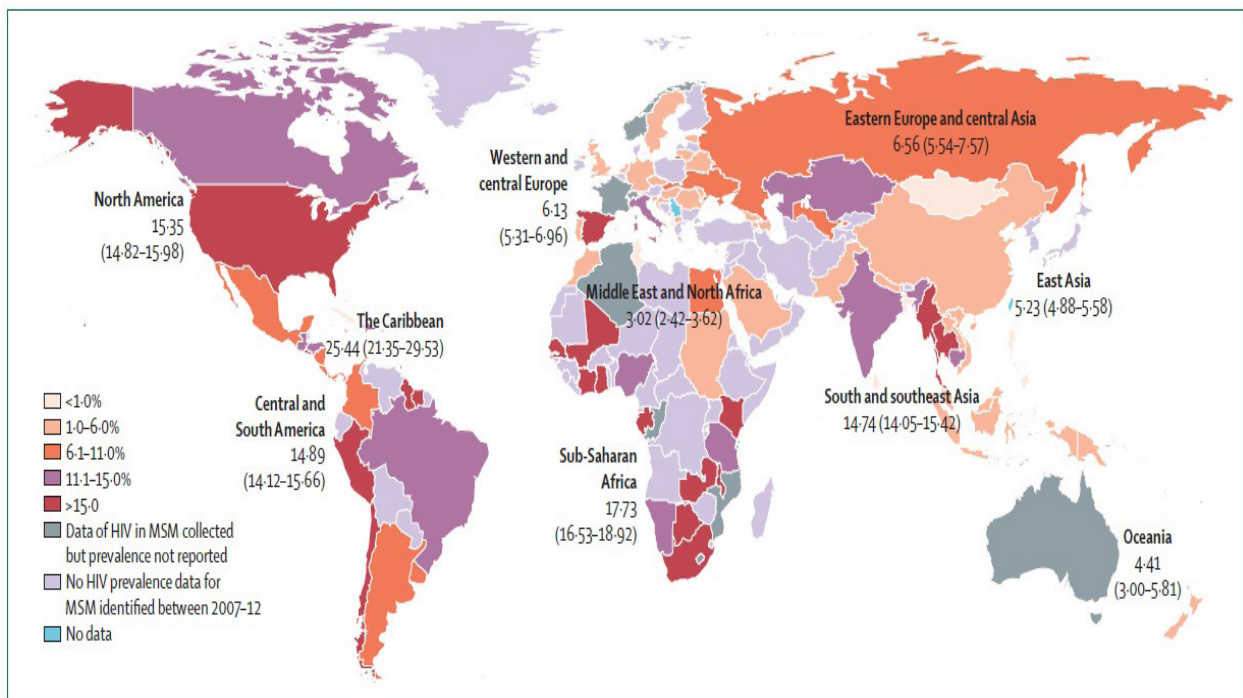 North America
15·35
(14·82–15·98)
The Caribbean
25·44 (21·35–29·53)
Central and
South America
14·89
(14·12–15·66)
Western and
central Europe
6·13
(5·31–6·96)
Eastern Europe and central Asia
6·56 (5·54–7·57)
Middle East and North Africa
3·02 (2·42–3·62)
East Asia
5·23 (4·88–5·58)
South and southeast Asia
14·74 (14·05–15·42)
Sub-Saharan
Africa
17·73
(16·53–18·92)
Oceania
4·41
(3·00–5·81)
<1·0%
1·0–6·0%
6·1–11·0%
11·1–15·0%
>15·0
Data of HIV in MSM collected
but prevalence not reported
No HIV prevalence data for
MSM identified between 2007–12
No data